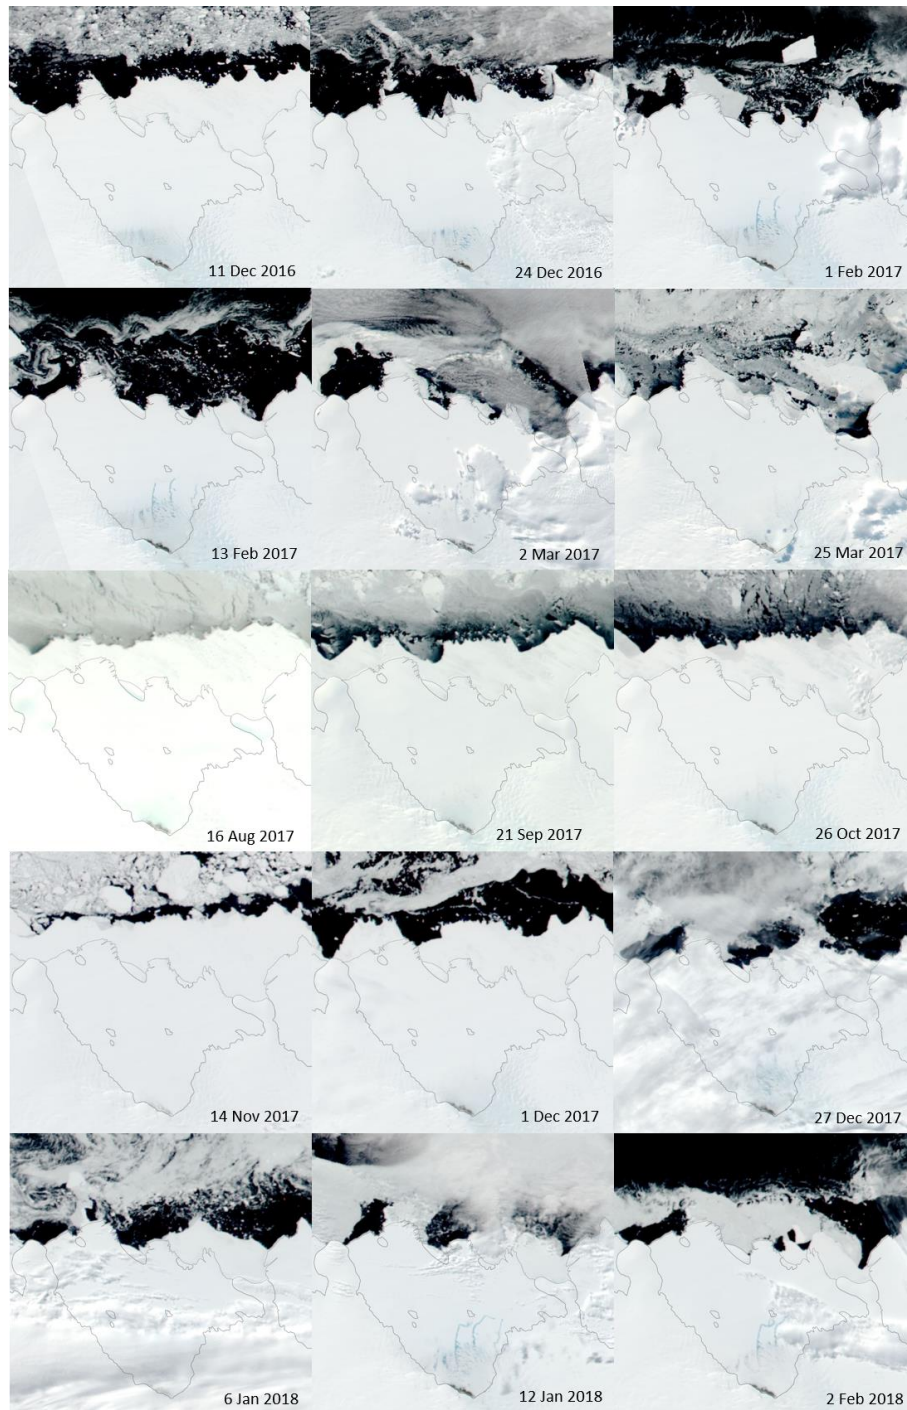 11 Dec 2016
24 Dec 2016
1 Feb 2017
13 Feb 2017
2 Mar 2017
25 Mar 2017
16 Aug 2017
21 Sep 2017
26 Oct 2017
14 Nov 2017
1 Dec 2017
27 Dec 2017
6 Jan 2018
12 Jan 2018
2 Feb 2018